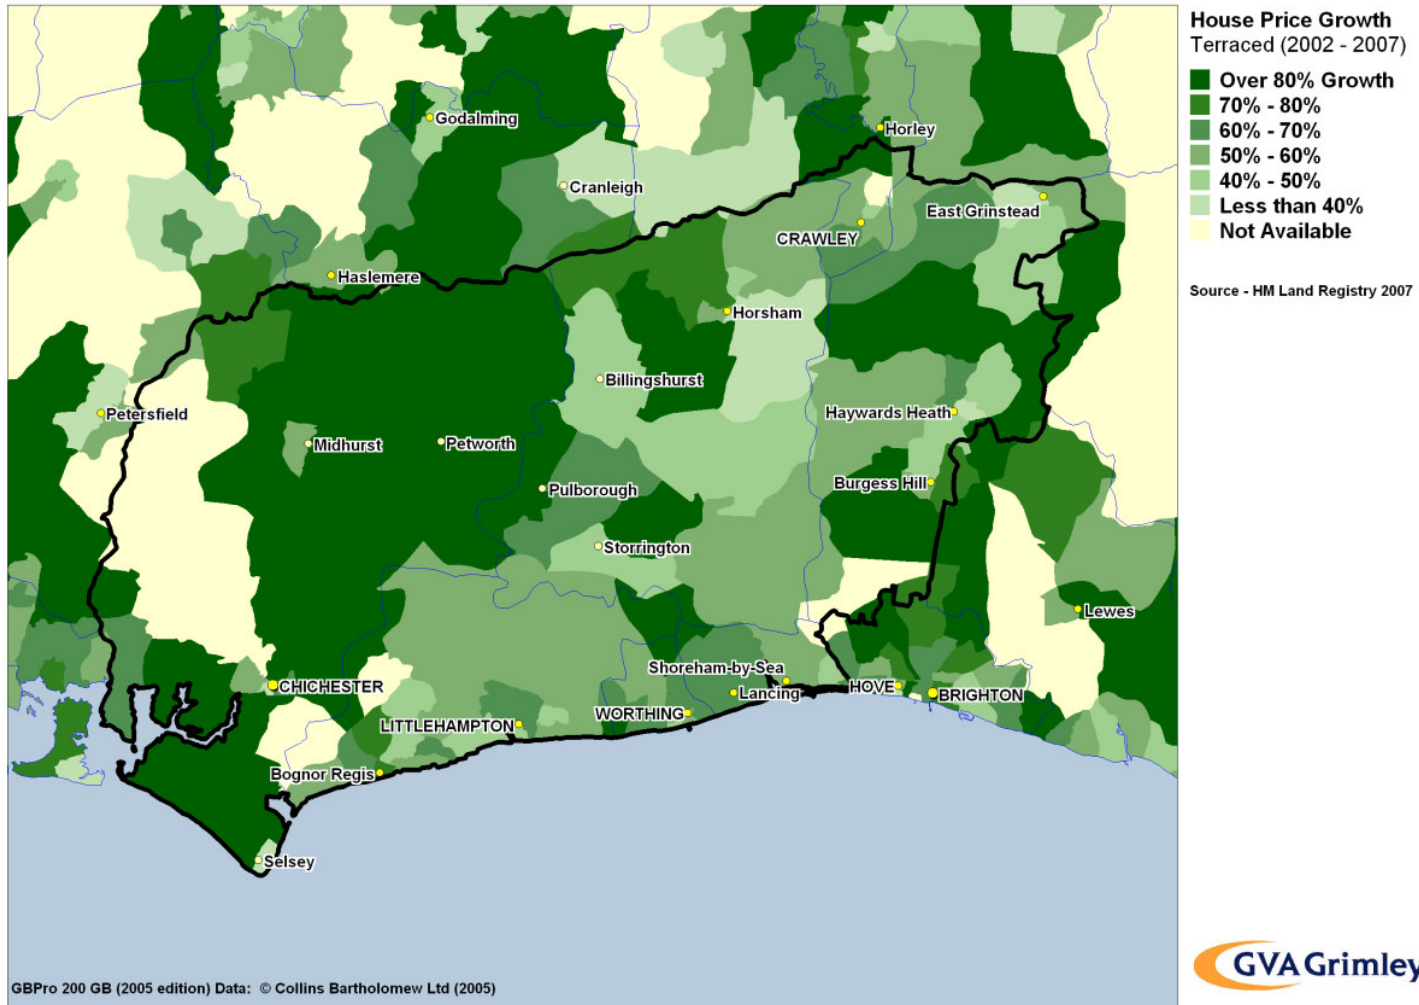 House Price Growth
Terraced (2002 - 2007)
Over 80% Growth
70% - 80%
60% - 70%
50% - 60%
40% - 50%
Less than 40%
Not Available
Source - HM Land Registry 2007
Godalming
Horley
Cranleigh
East Grinstead
CRAWLEY
Haslemere
Horsham
Billingshurst
Petersfield
Haywards Heath
Midhurst
Petworth
Burgess Hill
Pulborough
Storrington
Lewes
Shoreham-by-Sea
CHICHESTER
HOVE
Lancing
BRIGHTON
WORTHING
LITTLEHAMPTON
Bognor Regis
Selsey
GVA Grimley
GBPro 200 GB (2005 edition) Data: © Collins Bartholomew Ltd (2005)